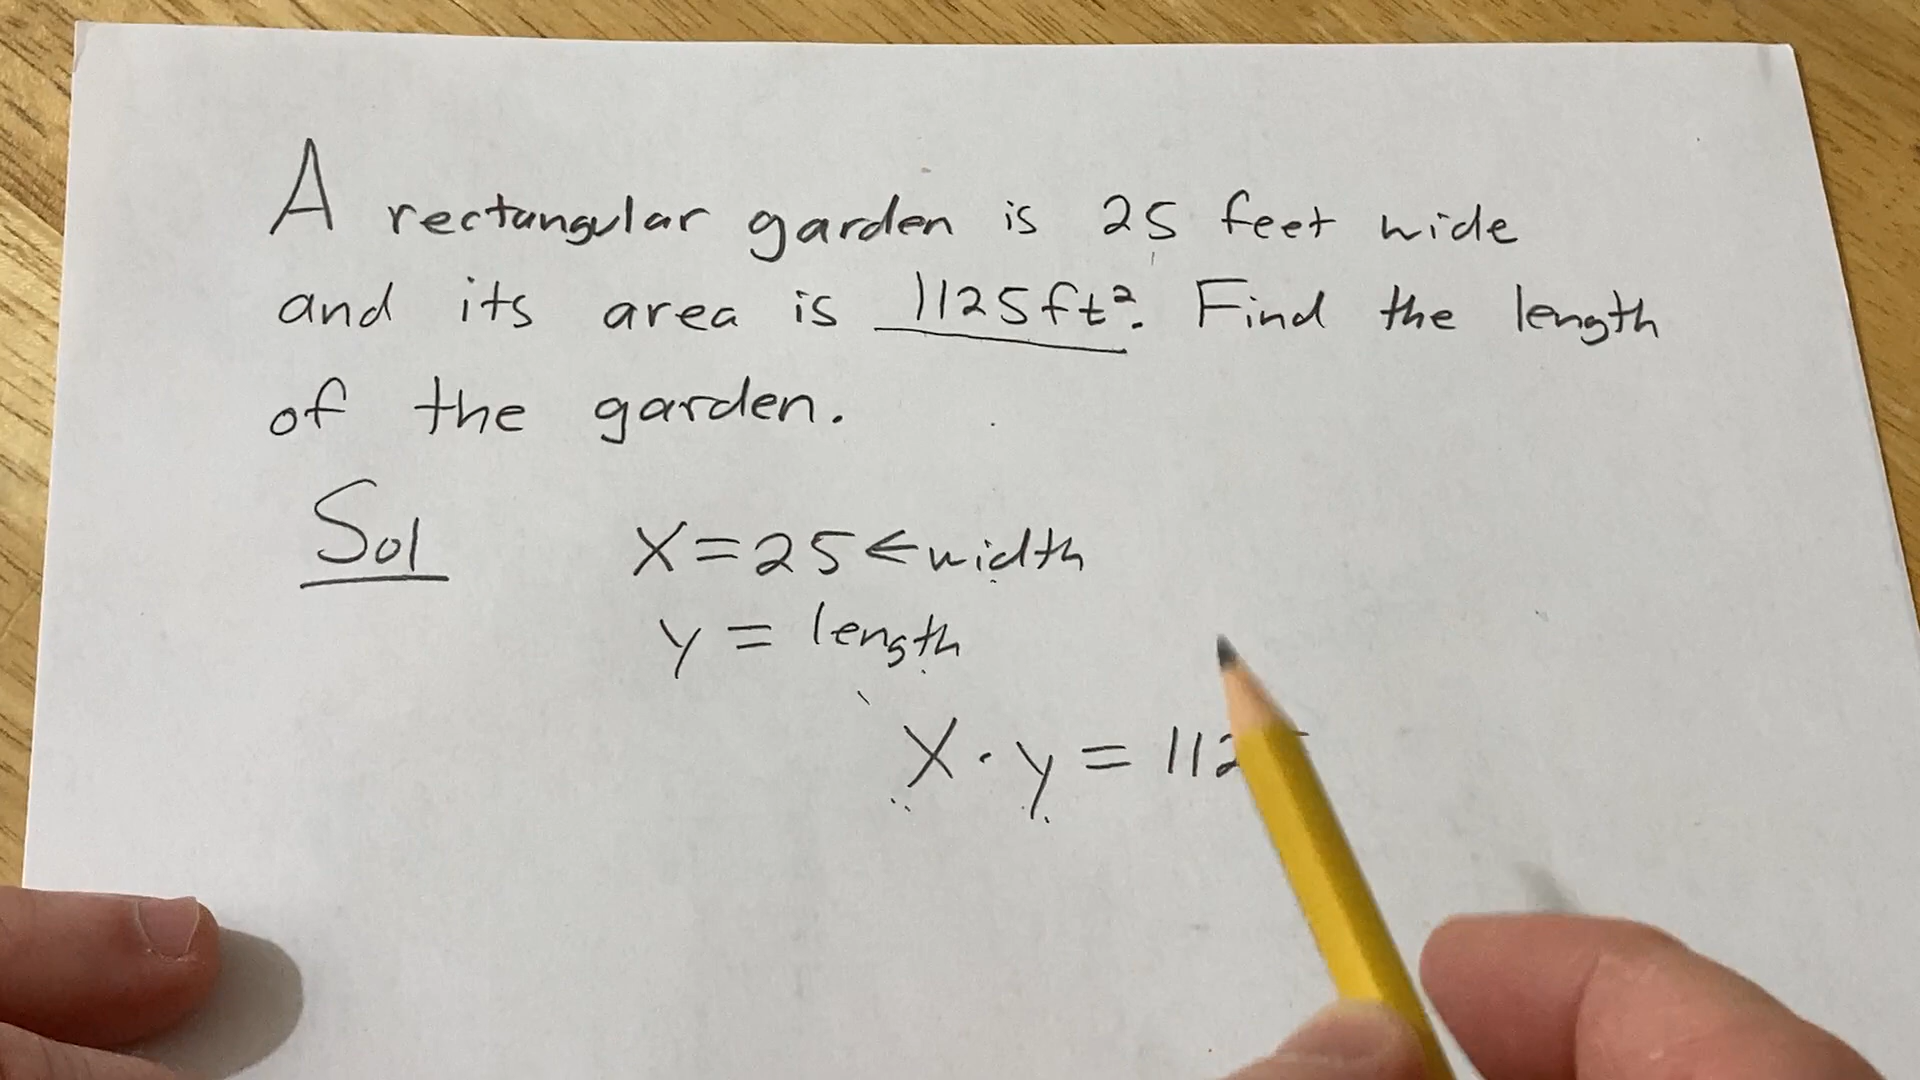 A rectangular garden is 25 feet wide
and its area is 1125ft². Find the length
of the garden.
Sol
X=25←width
y = length
X·y = 112